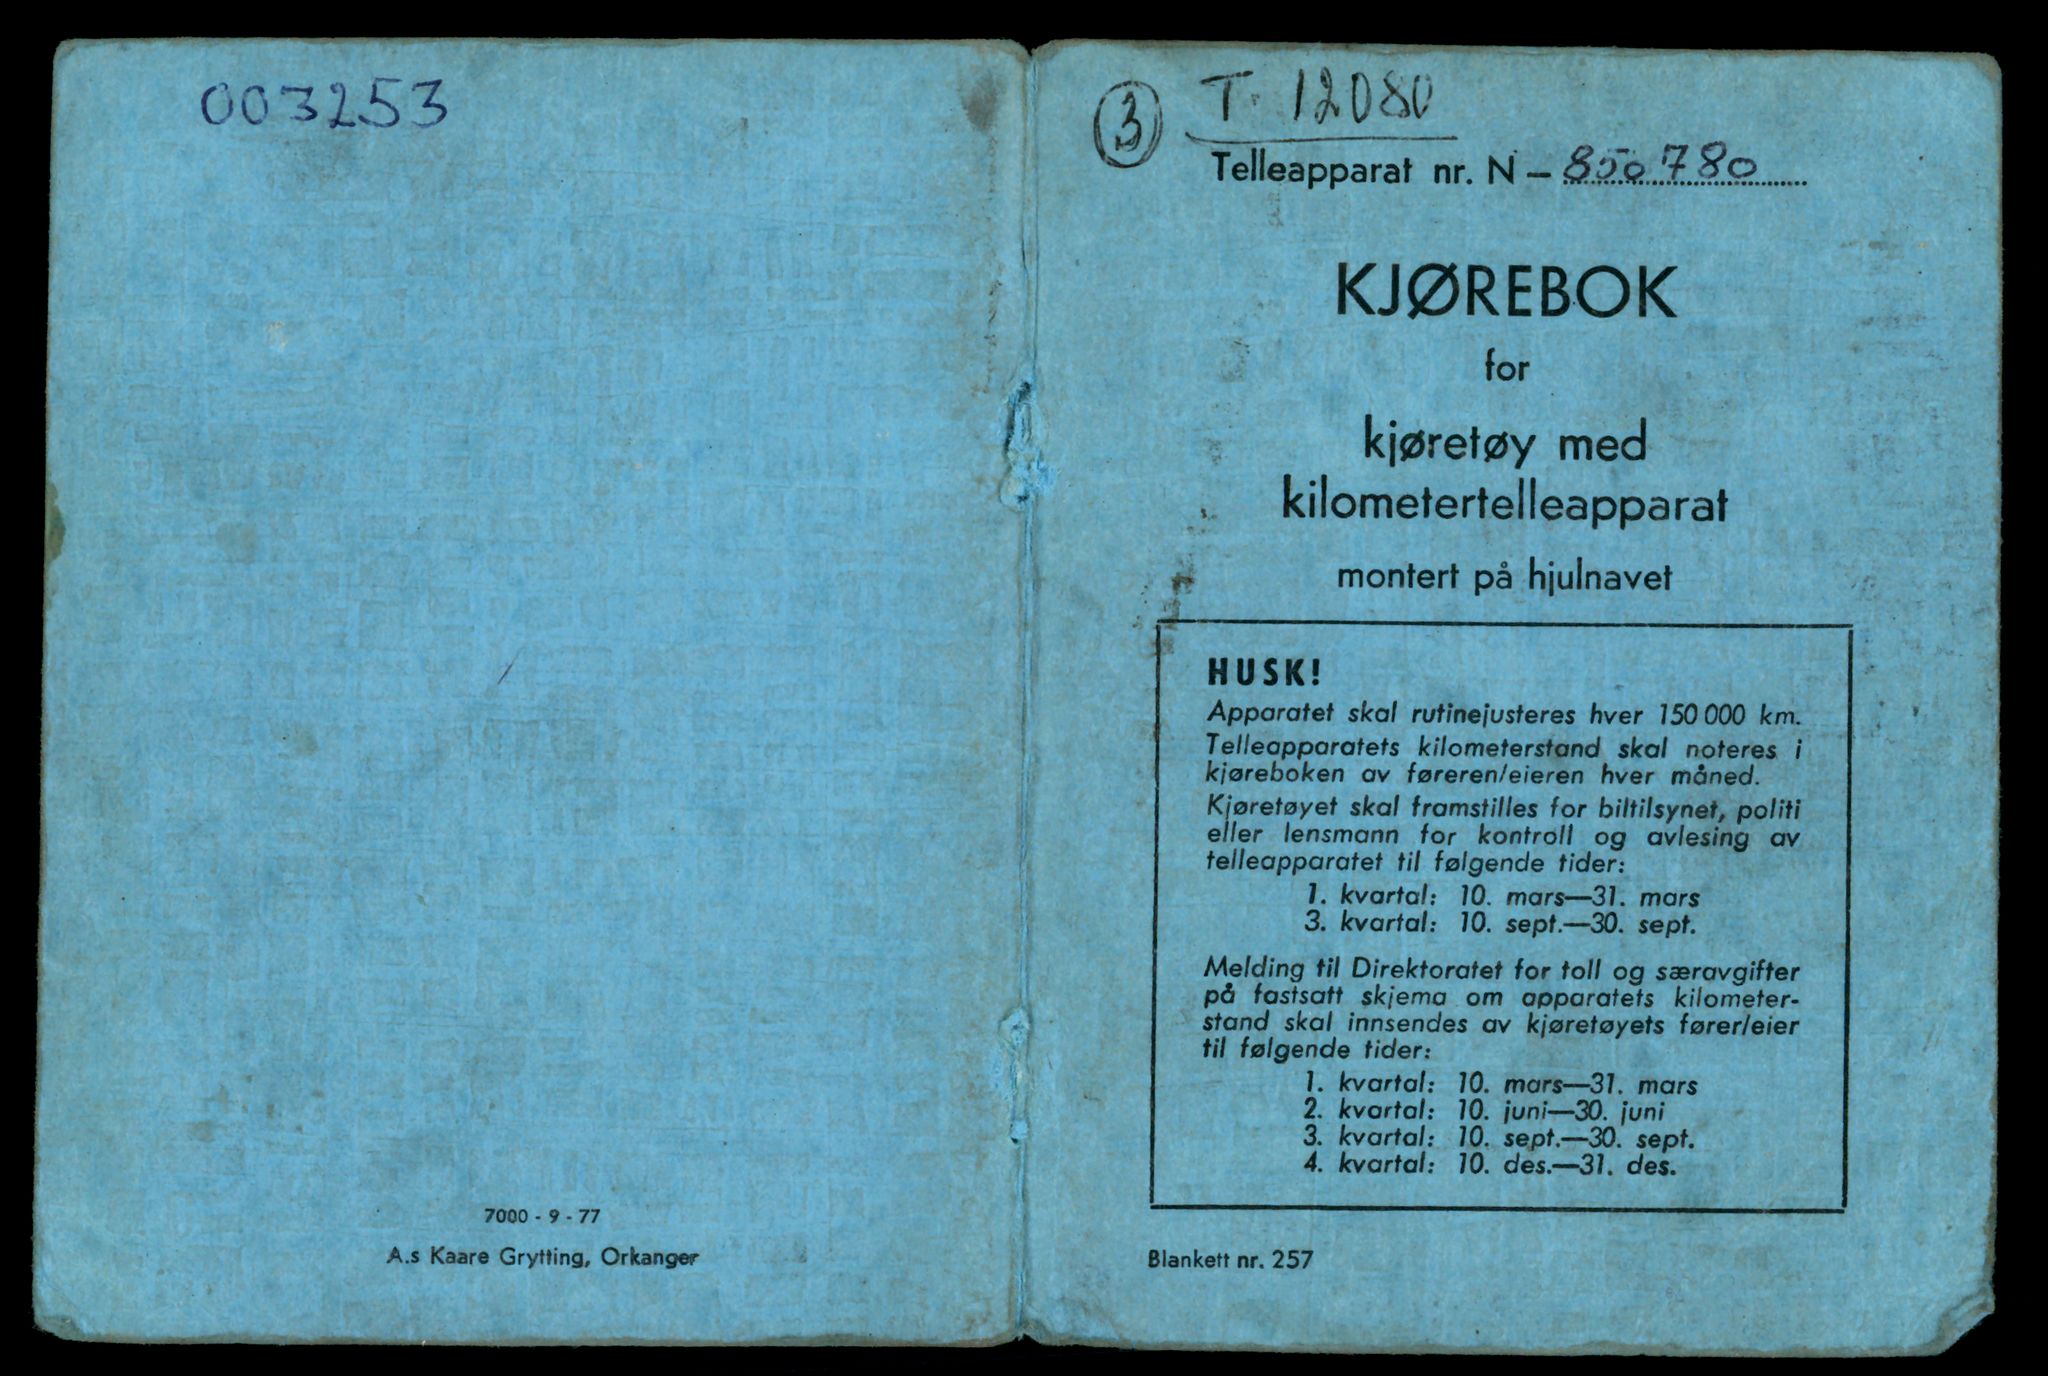 003253
7000 - 9 - 77
A.s Kaare Grytting, Orkanger
3 T. 12080
Telleapparat nr. N – 850780
KJØREBOK
for
kjøretøy med
kilometertelleapparat
montert på hjulnavet
HUSK!
Apparatet skal rutinejusteres hver 150 000 km.
Telleapparatets kilometerstand skal noteres i
kjøreboken av føreren/eieren hver måned.
Kjøretøyet skal framstilles for biltilsynet, politi
eller lensmann for kontroll og avlesing av
telleapparatet til følgende tider:
1. kvartal: 10. mars—31. mars
3. kvartal: 10. sept.—30. sept.
Melding til Direktoratet for toll og særavgifter
på fastsatt skjema om apparatets kilometer-
stand skal innsendes av kjøretøyets fører/eier
til følgende tider:
1. kvartal: 10. mars—31. mars
2. kvartal: 10. juni—30. juni
3. kvartal: 10. sept.—30. sept.
4. kvartal: 10. des.—31. des.
Blankett nr. 257